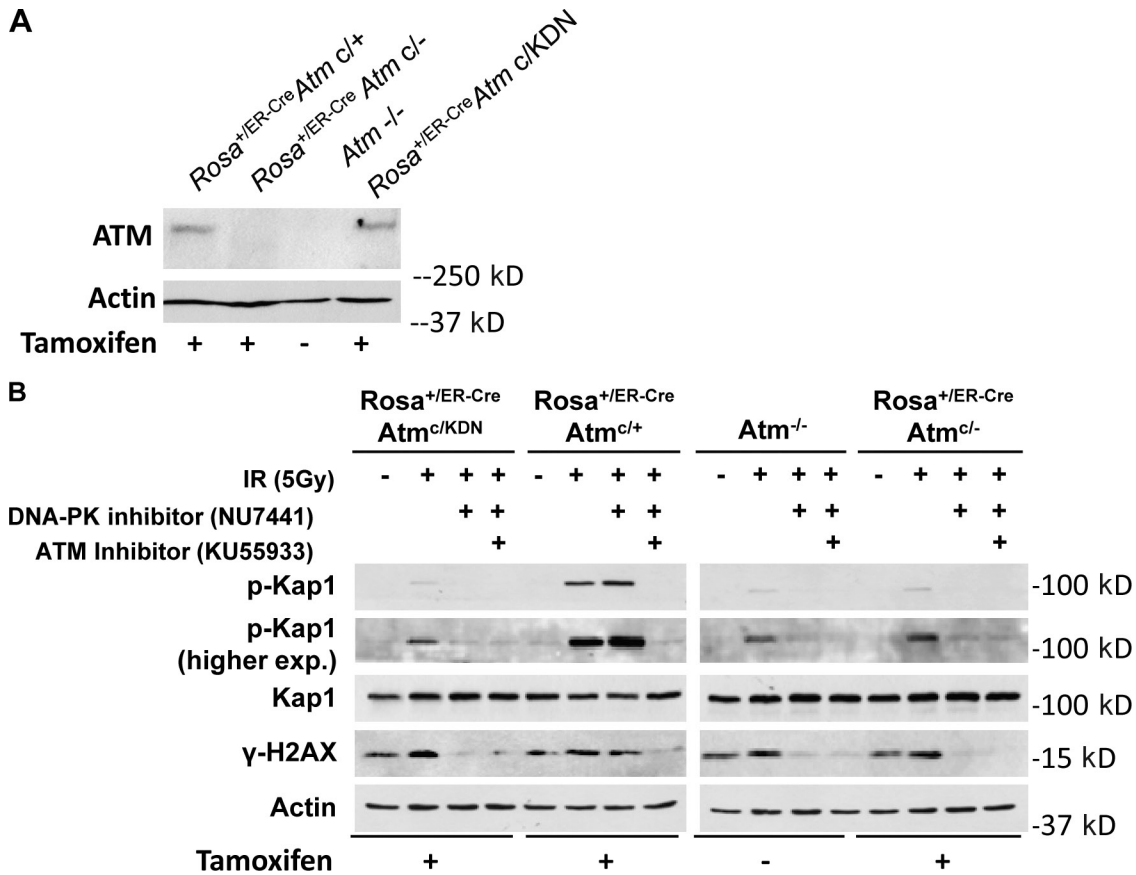 A
Rosa+/ER-Cre Atm c/+
Rosa+/ER-Cre Atm c/-
Atm -/-
Rosa+/ER-Cre Atm c/KDN
ATM
--250 kD
Actin
--37 kD
Tamoxifen + + - +
B
Rosa+/ER-Cre Rosa+/ER-Cre Rosa+/ER-Cre
Atmc/KDN Atmc/+ Atm-/- Atmc/-
IR (5Gy) - + + + - + + + - + + + - + + +
DNA-PK inhibitor (NU7441) + + + + + + + +
ATM Inhibitor (KU55933) + + + +
p-Kap1 -100 kD
p-Kap1
(higher exp.) -100 kD
Kap1 -100 kD
γ-H2AX -15 kD
Actin
-37 kD
Tamoxifen + + - +